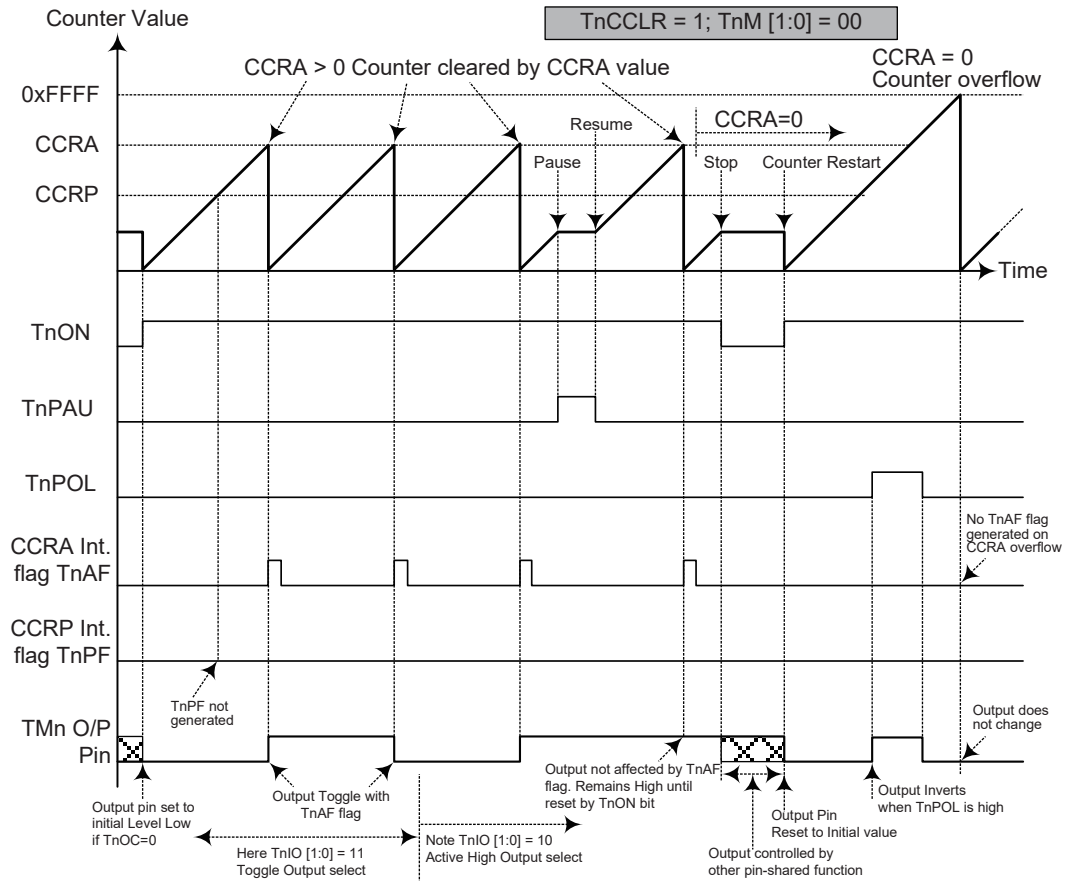 Counter Value
TnCCLR = 1; TnM [1:0] = 00
CCRA > 0 Counter cleared by CCRA value
CCRA = 0
Counter overflow
0xFFFF
CCRA
CCRP
Resume
CCRA=0
Pause
Stop
Counter Restart
Time
TnON
TnPAU
TnPOL
No TnAF flag
generated on
CCRA overflow
CCRA Int.
flag TnAF
CCRP Int.
flag TnPF
TnPF not
generated
TMn O/P
Pin
Output does
not change
Output pin set to
initial Level Low
if TnOC=0
Output Toggle with
TnAF flag
Here TnIO [1:0] = 11
Toggle Output select
Note TnIO [1:0] = 10
Active High Output select
Output not affected by TnAF
flag. Remains High until
reset by TnON bit
Output controlled by
other pin-shared function
Output Pin
Reset to Initial value
Output Inverts
when TnPOL is high